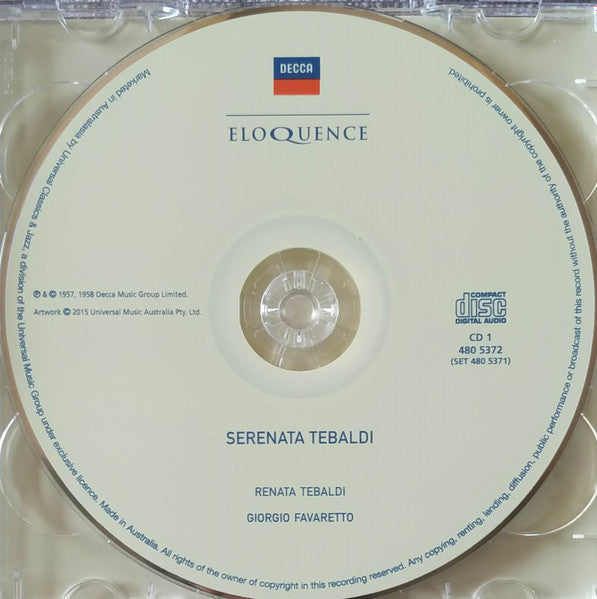 DECCA
ELOQUENCE
℗ & © 1957, 1958 Decca Music Group Limited.
Artwork © 2015 Universal Music Australia Pty. Ltd.
COMPACT
disc
DIGITAL AUDIO
CD 1
480 5372
(SET 480 5371)
SERENATA TEBALDI
RENATA TEBALDI
GIORGIO FAVARETTO
Marketed in Australasia by Universal Classics & Jazz, a division of the Universal Music Group under exclusive licence. Made in Australia. All rights of the owner of copyright in this recording reserved. Any copying, renting, lending, diffusion, public performance or broadcast of this record without the authority of the copyright owner is prohibited.